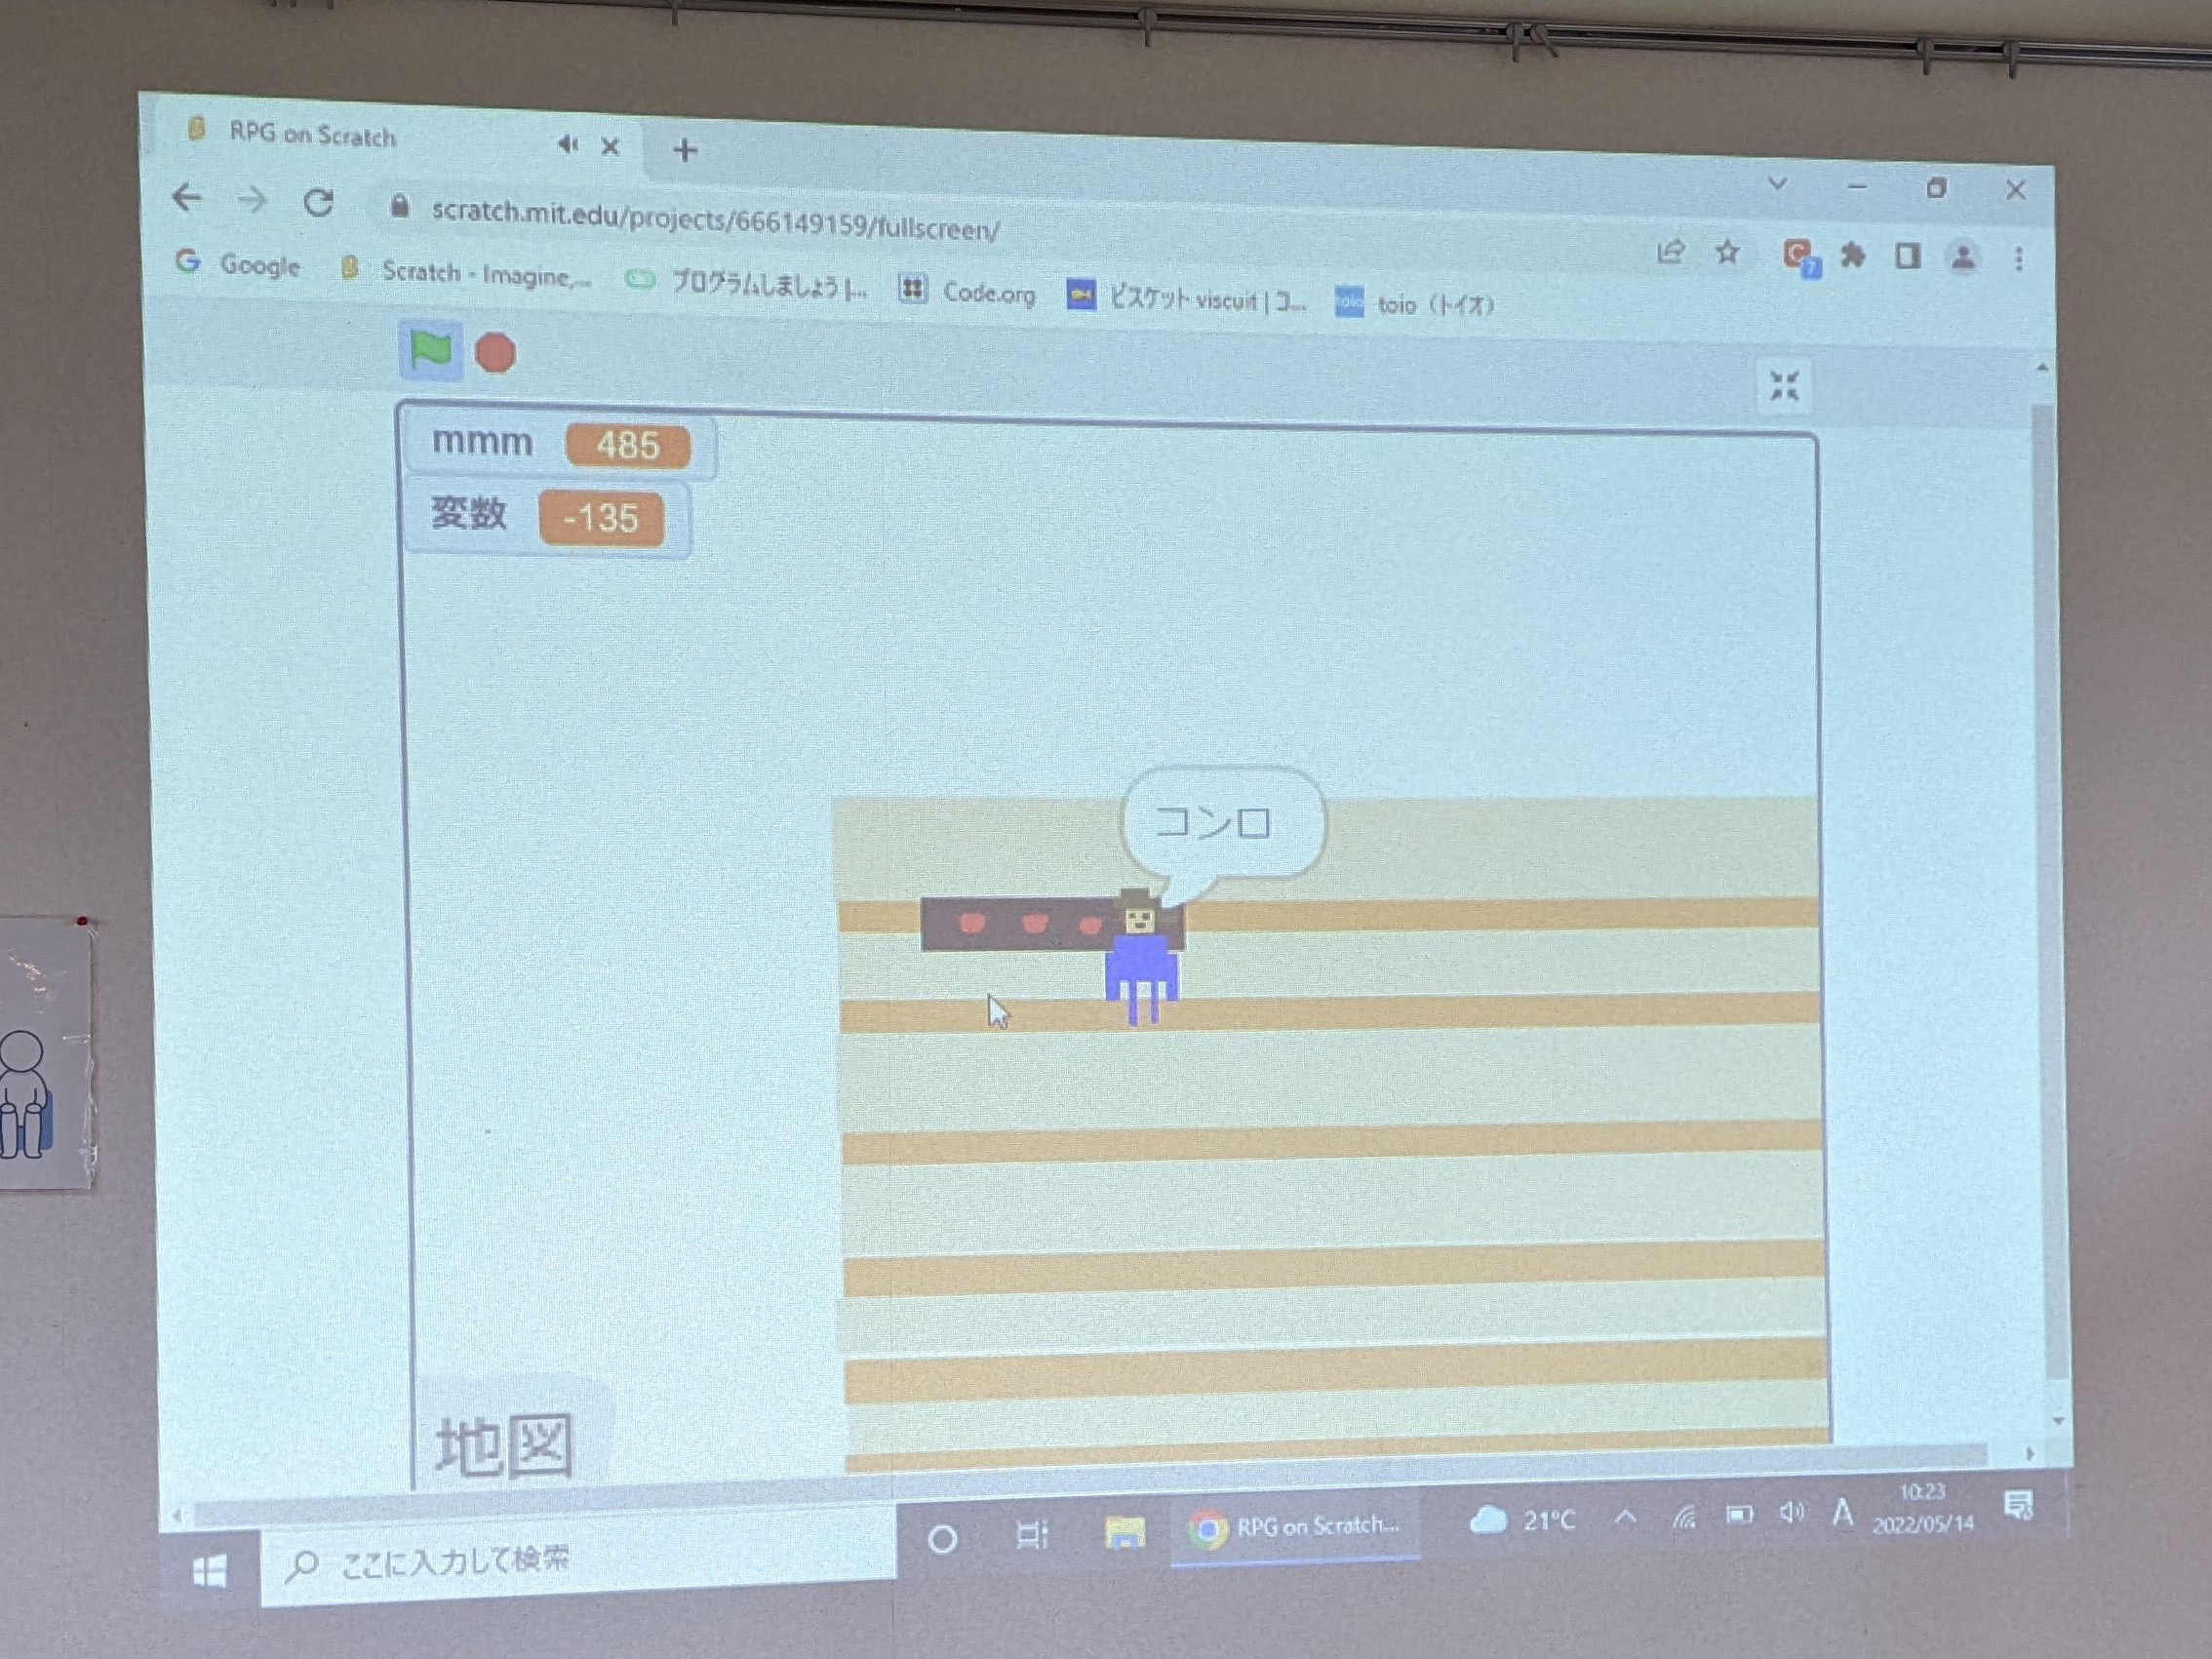 RPG on Scratch
scratch.mit.edu/projects/666149159/fullscreen/
Google
Scratch - Imagine,...
プログラムしましょう | ...
Code.org
ビスケット viscuit | コ...
toio（トイオ）
mmm 485
変数 -135
コンロ
地図
ここに入力して検索
RPG on Scratch...
21°C
A
10:23
2022/05/14